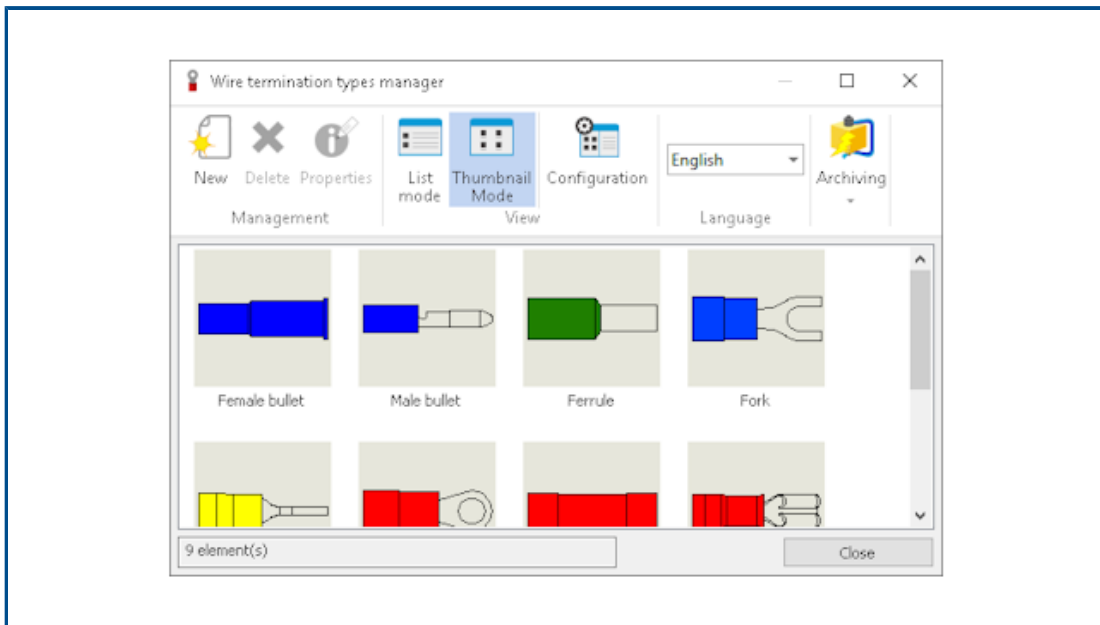 Wire termination types manager
New Delete Properties
List mode
Thumbnail Mode
Configuration
English
Archiving
Management
View
Language
Female bullet
Male bullet
Ferrule
Fork
9 element(s)
Close